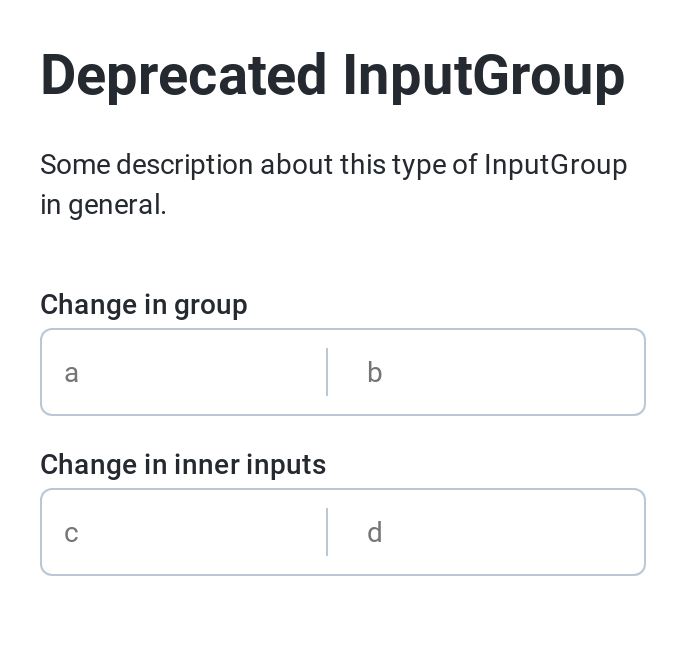 Deprecated InputGroup
Some description about this type of InputGroup
in general.
Change in group
a b
Change in inner inputs
c d